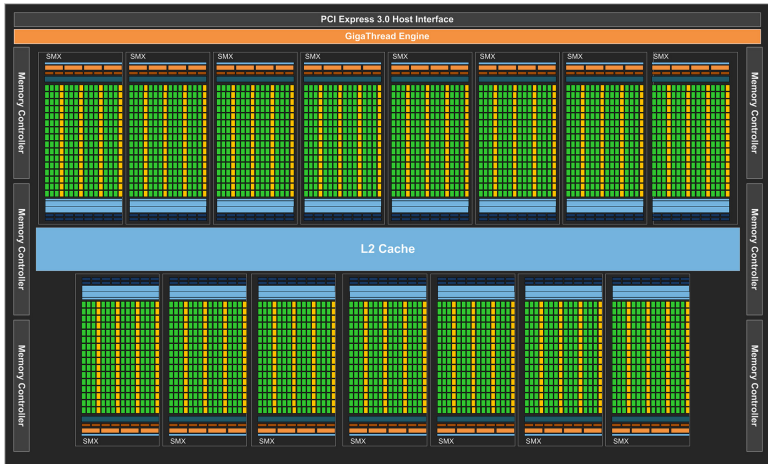 PCI Express 3.0 Host Interface
GigaThread Engine
SMX
SMX
SMX
SMX
SMX
SMX
SMX
SMX
Memory Controller
Memory Controller
Memory Controller
Memory Controller
Memory Controller
Memory Controller
L2 Cache
SMX
SMX
SMX
SMX
SMX
SMX
SMX